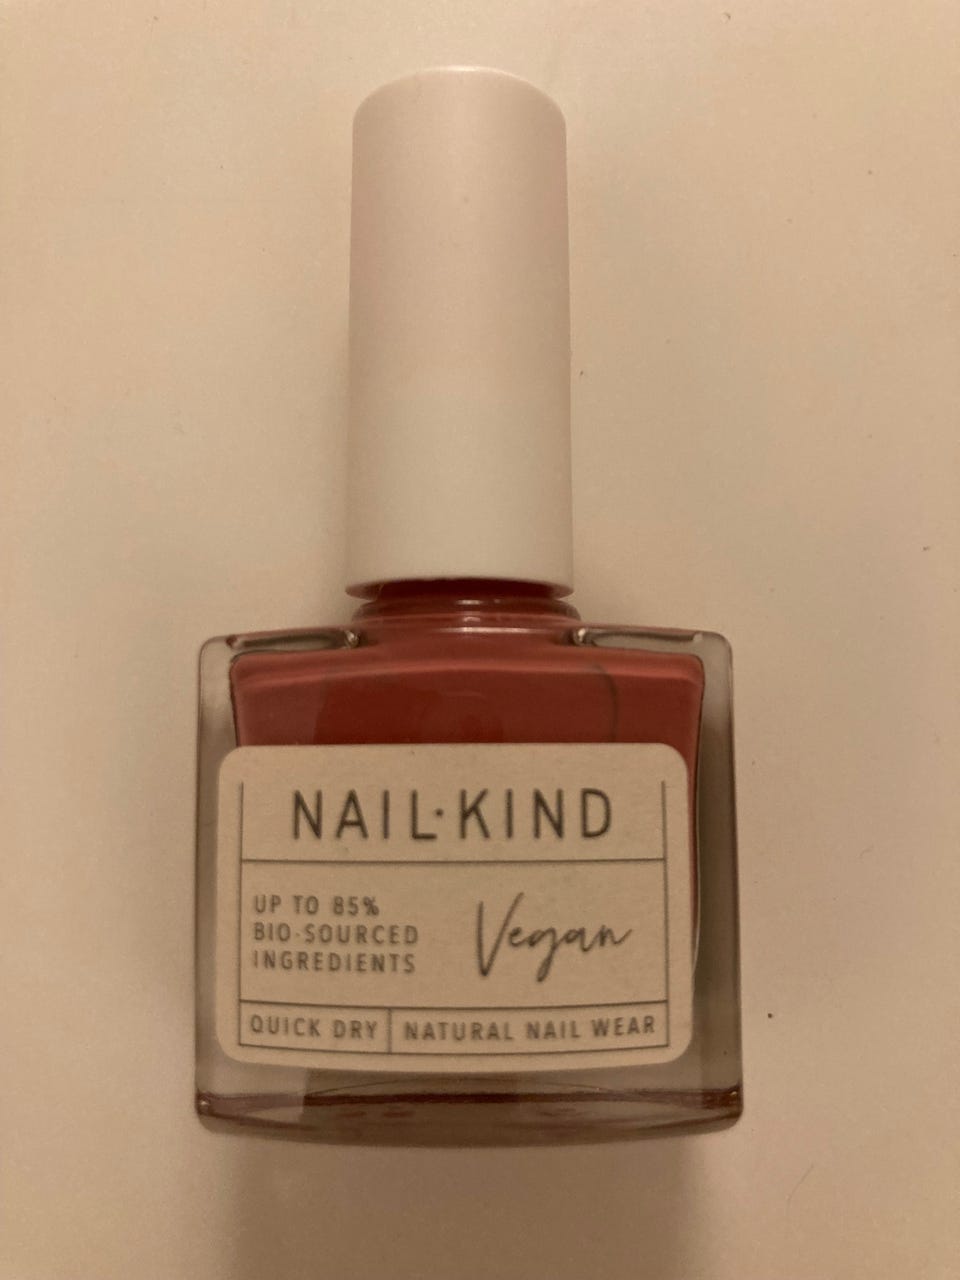 NAIL·KIND
UP TO 85%
BIO-SOURCED
INGREDIENTS
Vegan
QUICK DRY
NATURAL NAIL WEAR